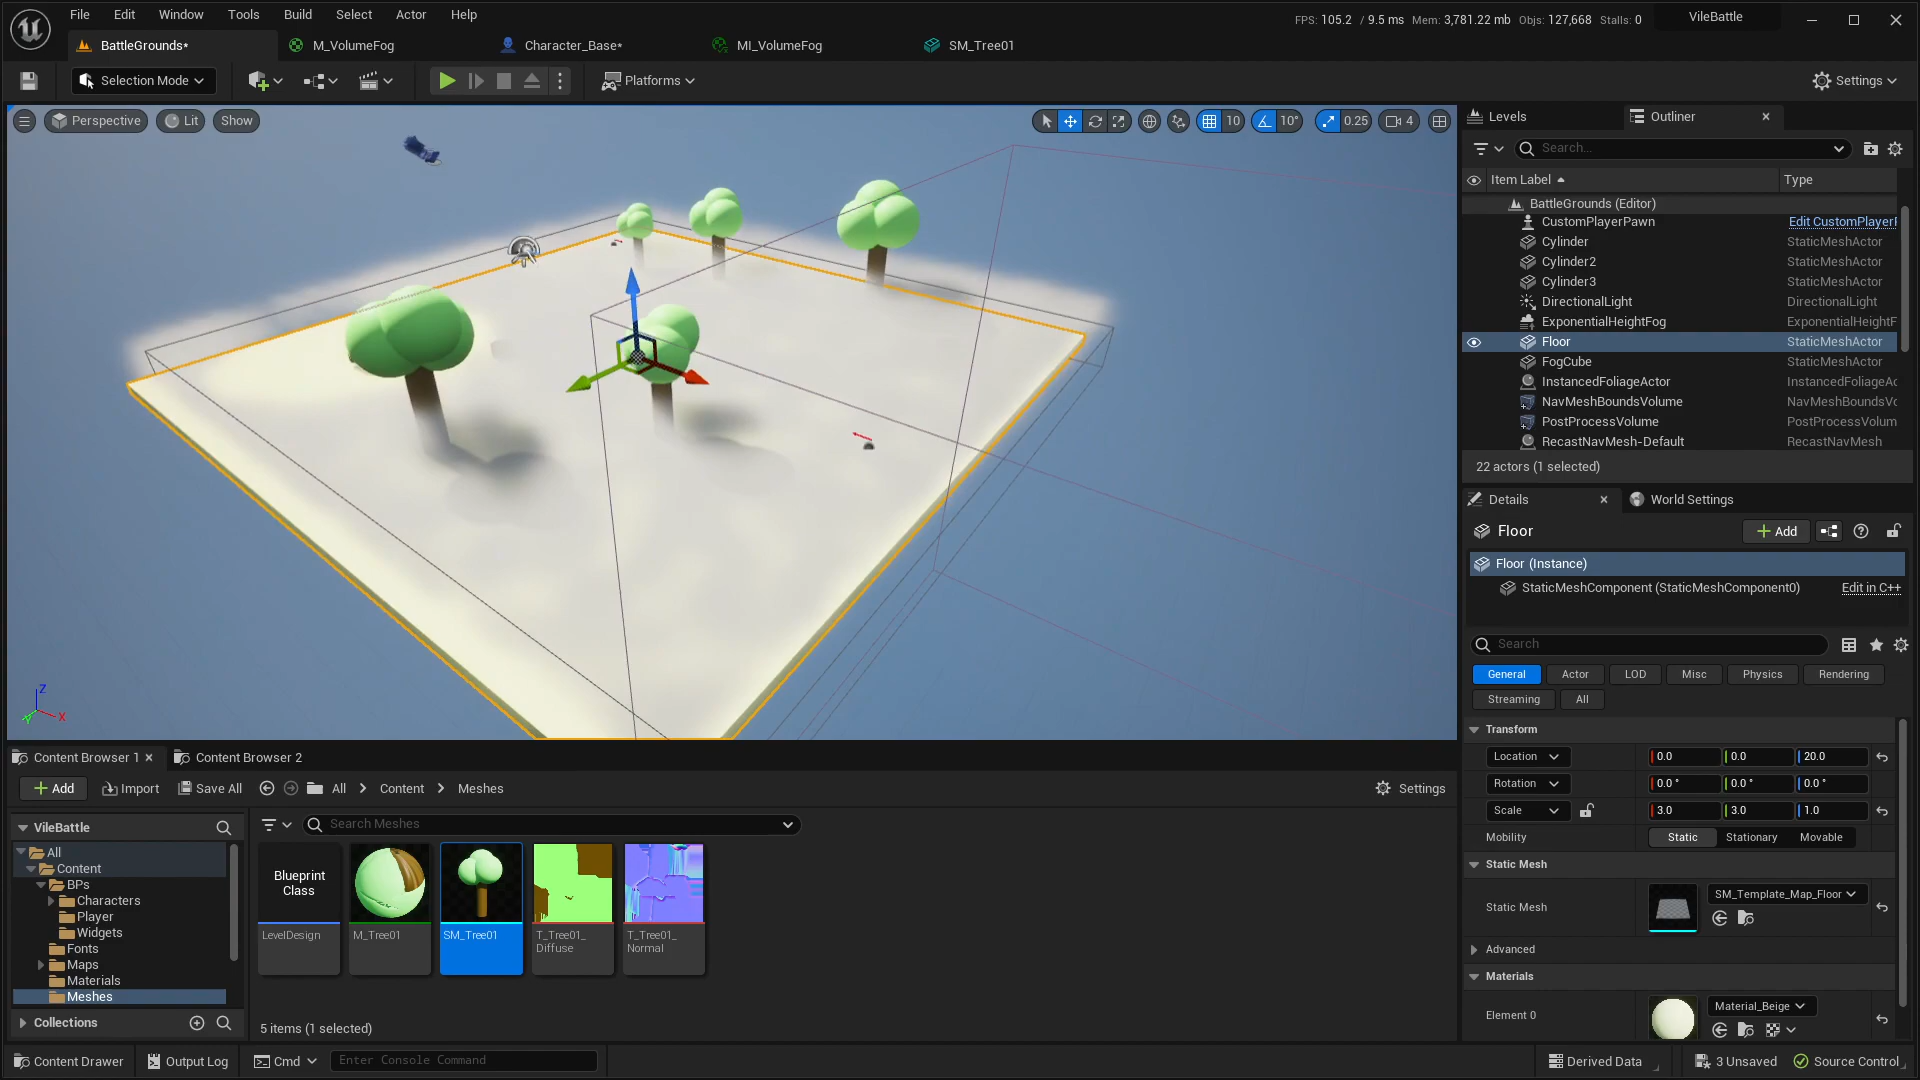 File Edit Window Tools Build Select Actor Help
FPS: 105.2 / 9.5 ms Mem: 3,781.22 mb Objs: 127,668 Stalls: 0
VileBattle
BattleGrounds*
M_VolumeFog
Character_Base*
MI_VolumeFog
SM_Tree01
Selection Mode
Platforms
Settings
Perspective
Lit
Show
10
10°
0.25
4
Levels
Outliner
Search...
Item Label
Type
BattleGrounds (Editor)
CustomPlayerPawn Edit CustomPlayerF
Cylinder StaticMeshActor
Cylinder2 StaticMeshActor
Cylinder3 StaticMeshActor
DirectionalLight DirectionalLight
ExponentialHeightFog ExponentialHeightF
Floor StaticMeshActor
FogCube StaticMeshActor
InstancedFoliageActor InstancedFoliageAc
NavMeshBoundsVolume NavMeshBoundsVc
PostProcessVolume PostProcessVolum
RecastNavMesh-Default RecastNavMesh
22 actors (1 selected)
Details
World Settings
Floor
Add
Floor (Instance)
StaticMeshComponent (StaticMeshComponent0) Edit in C++
Search
General Actor LOD Misc Physics Rendering
Streaming All
Transform
Location 0.0 0.0 20.0
Rotation 0.0 ° 0.0 ° 0.0 °
Scale 3.0 3.0 1.0
Mobility Static Stationary Movable
Static Mesh
Static Mesh SM_Template_Map_Floor
Advanced
Materials
Element 0 Material_Beige
Z
X
Y
Content Browser 1
Content Browser 2
Add
Import
Save All
All
Content
Meshes
Settings
VileBattle
All
Content
BPs
Characters
Player
Widgets
Fonts
Maps
Materials
Meshes
Collections
Search Meshes
Blueprint
Class
LevelDesign
M_Tree01
SM_Tree01
T_Tree01_
Diffuse
T_Tree01_
Normal
5 items (1 selected)
Content Drawer
Output Log
Cmd
Enter Console Command
Derived Data
3 Unsaved
Source Control